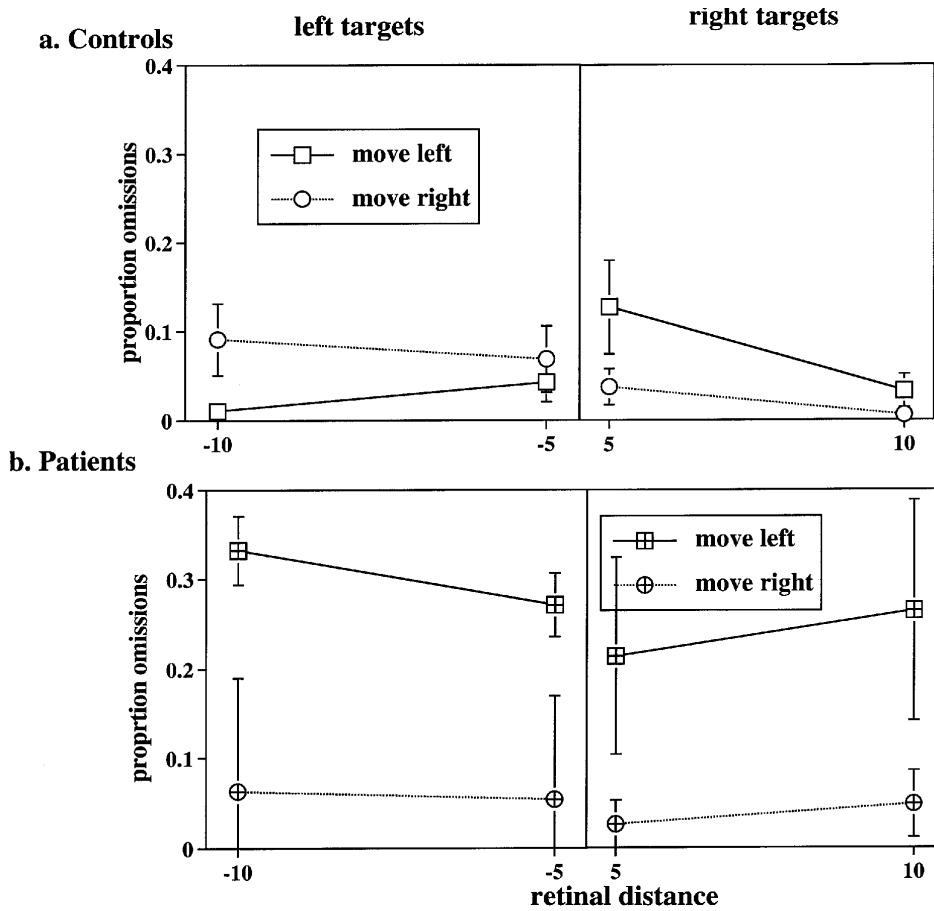 left targets
right targets
a. Controls
0.4
0.3
0.2
0.1
0
proportion omissions
move left
move right
-10
-5
5
10
b. Patients
0.4
0.3
0.2
0.1
0
proprtion omissions
move left
move right
-10
-5
5
10
retinal distance